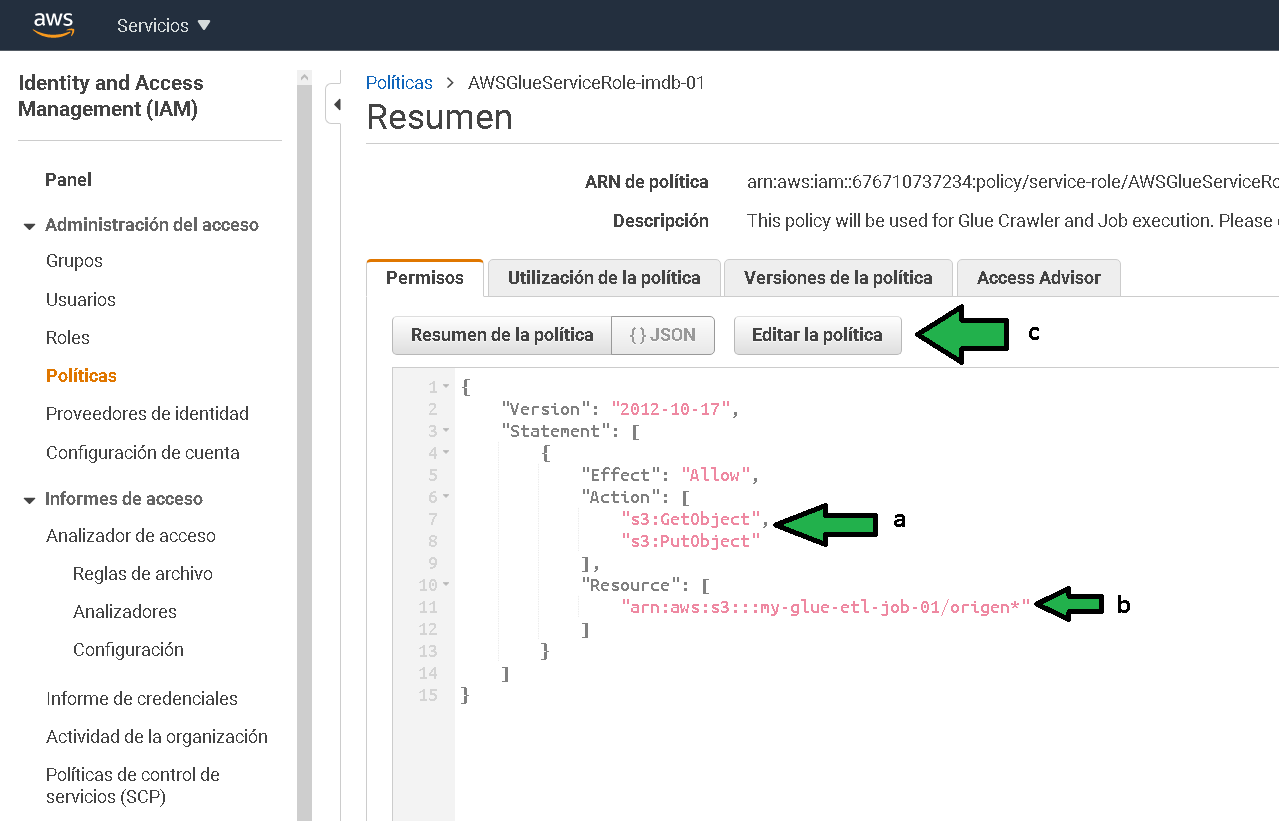 aws
Servicios
Identity and Access
Management (IAM)
Panel
Administración del acceso
Grupos
Usuarios
Roles
Políticas
Proveedores de identidad
Configuración de cuenta
Informes de acceso
Analizador de acceso
Reglas de archivo
Analizadores
Configuración
Informe de credenciales
Actividad de la organización
Políticas de control de
servicios (SCP)
Políticas > AWSGlueServiceRole-imdb-01
Resumen
ARN de política arn:aws:iam::676710737234:policy/service-role/AWSGlueServiceRo
Descripción This policy will be used for Glue Crawler and Job execution. Please
Permisos Utilización de la política Versiones de la política Access Advisor
Resumen de la política {} JSON Editar la política c
1 {
2 "Version": "2012-10-17",
3 "Statement": [
4 {
5 "Effect": "Allow",
6 "Action": [
7 "s3:GetObject", a
8 "s3:PutObject"
9 ],
10 "Resource": [
11 "arn:aws:s3:::my-glue-etl-job-01/origen*" b
12 ]
13 }
14 ]
15 }